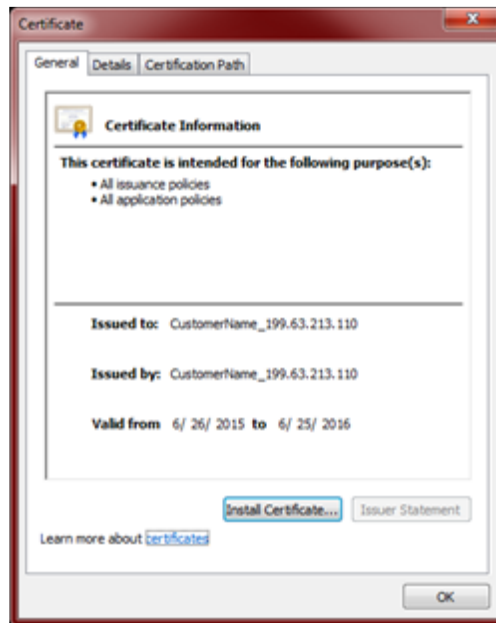 Certificate
General Details Certification Path
Certificate Information
This certificate is intended for the following purpose(s):
• All issuance policies
• All application policies
Issued to: CustomerName_199.63.213.110
Issued by: CustomerName_199.63.213.110
Valid from 6/ 26/ 2015 to 6/ 25/ 2016
Install Certificate... Issuer Statement
Learn more about certificates
OK